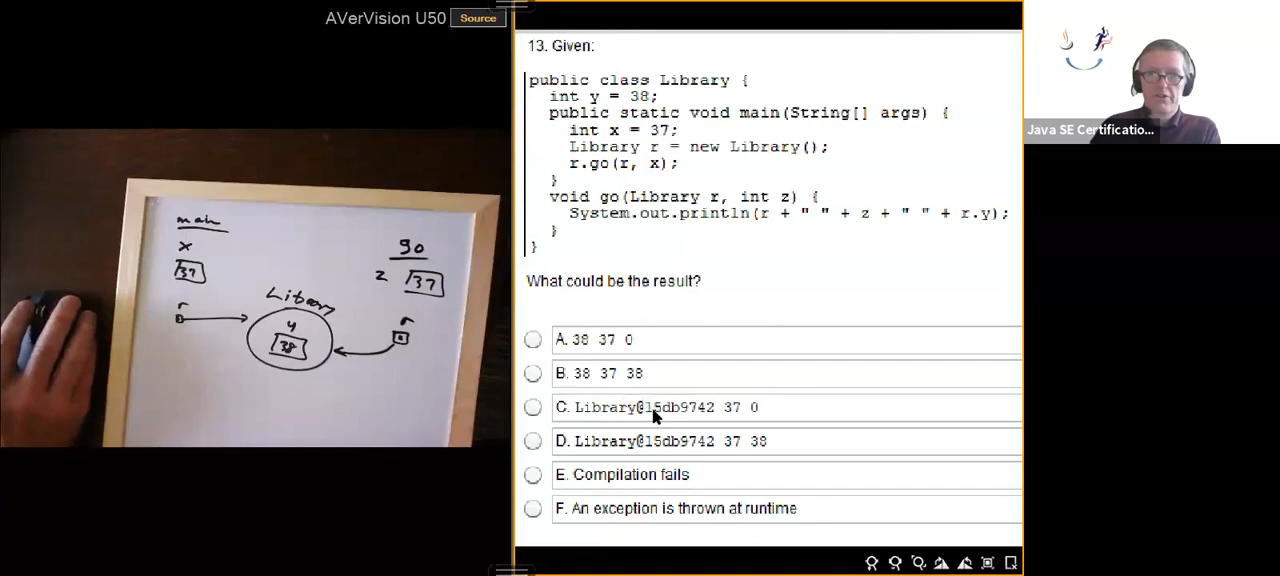 AVerVision U50
Source
main
x
37
r
Library
y
38
go
z 37
r
13. Given:
public class Library {
int y = 38;
public static void main(String[] args) {
int x = 37;
Library r = new Library();
r.go(r, x);
}
void go(Library r, int z) {
System.out.println(r + " " + z + " " + r.y);
}
}
What could be the result?
A. 38 37 0
B. 38 37 38
C. Library@15db9742 37 0
D. Library@15db9742 37 38
E. Compilation fails
F. An exception is thrown at runtime
Java SE Certificatio...